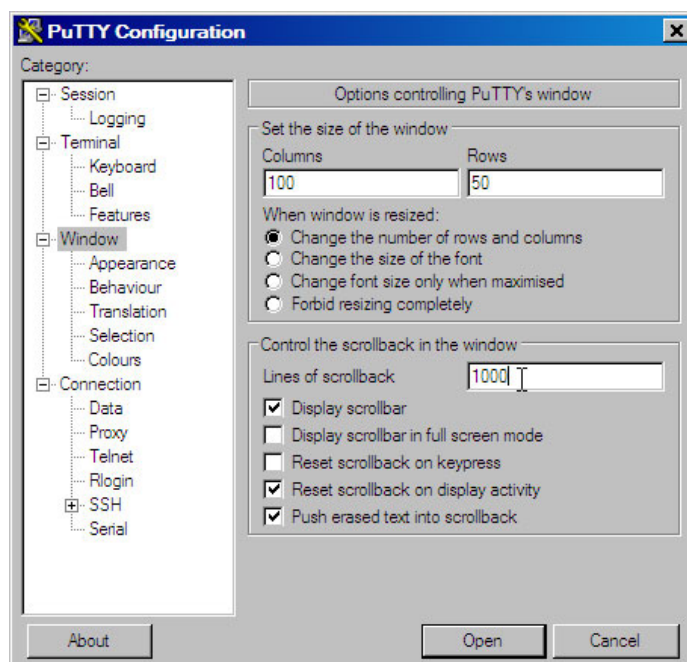 PuTTY Configuration
Category:
Session
Logging
Terminal
Keyboard
Bell
Features
Window
Appearance
Behaviour
Translation
Selection
Colours
Connection
Data
Proxy
Telnet
Rlogin
SSH
Serial
Options controlling PuTTY's window
Set the size of the window
Columns Rows
100 50
When window is resized:
Change the number of rows and columns
Change the size of the font
Change font size only when maximised
Forbid resizing completely
Control the scrollback in the window
Lines of scrollback 1000
Display scrollbar
Display scrollbar in full screen mode
Reset scrollback on keypress
Reset scrollback on display activity
Push erased text into scrollback
About Open Cancel